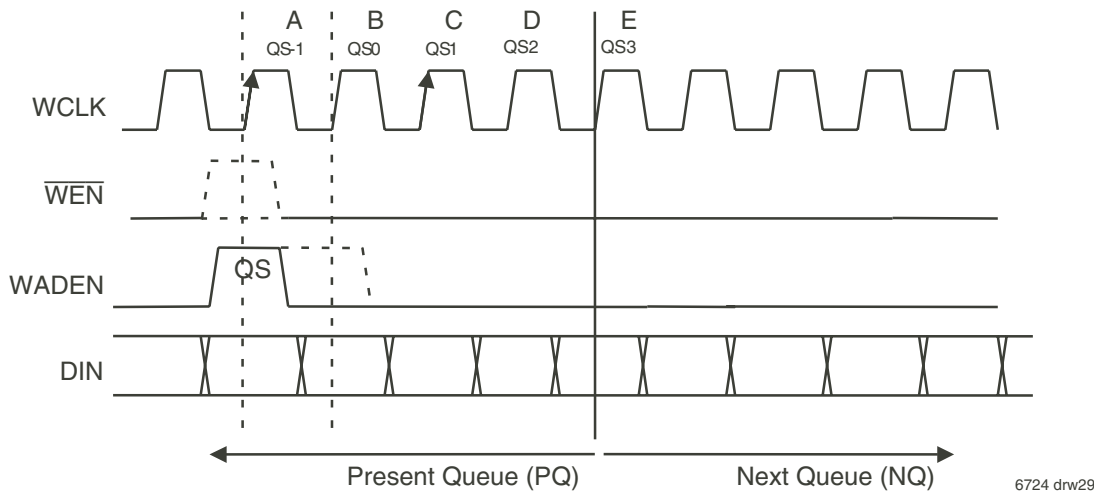 A B C D E
QS-1 QS0 QS1 QS2 QS3
WCLK
WEN
WADEN QS
DIN
Present Queue (PQ) Next Queue (NQ)
6724 drw29